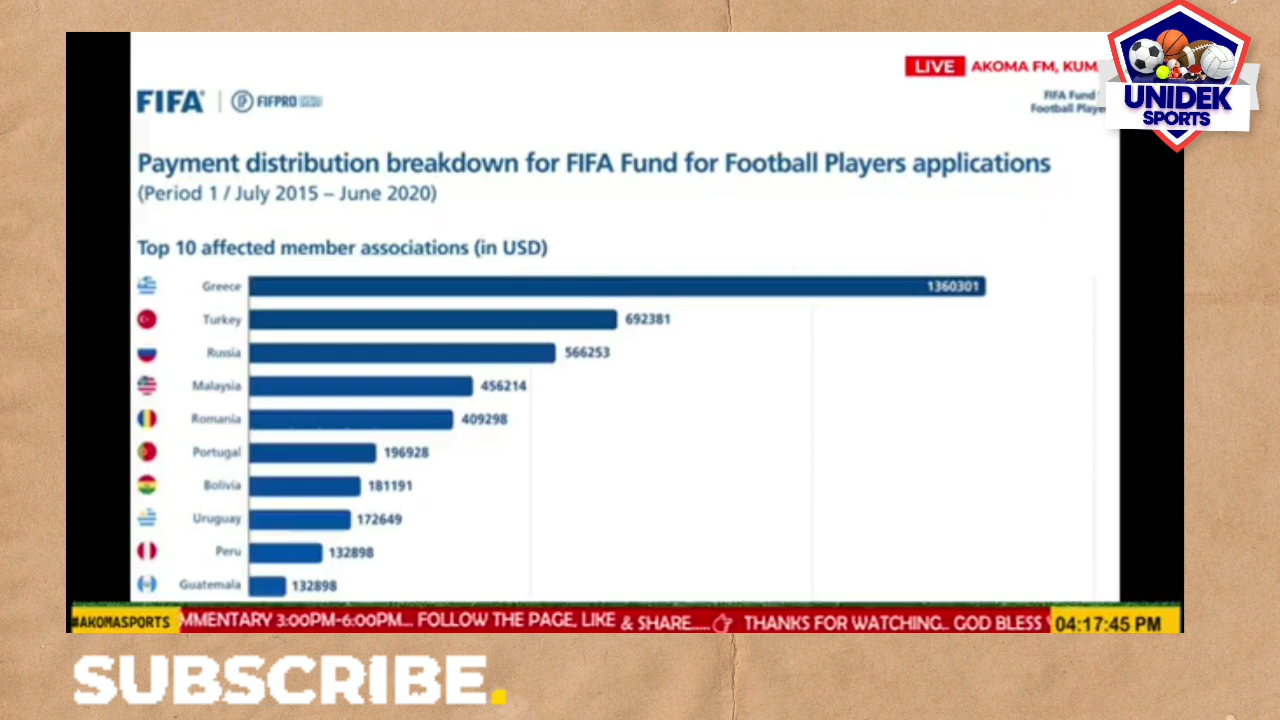 LIVE AKOMA FM, KUM
UNIDEK
SPORTS
FIFA | FIFPRO
FIFA Fund
Football Playe
Payment distribution breakdown for FIFA Fund for Football Players applications
(Period 1 / July 2015 – June 2020)
Top 10 affected member associations (in USD)
Greece 1360301
Turkey 692381
Russia 566253
Malaysia 456214
Romania 409298
Portugal 196928
Bolivia 181191
Uruguay 172649
Peru 132898
Guatemala 132898
#AKOMASPORTS MMENTARY 3:00PM-6:00PM... FOLLOW THE PAGE, LIKE & SHARE..... THANKS FOR WATCHING.. GOD BLESS 04:17:45 PM
SUBSCRIBE.